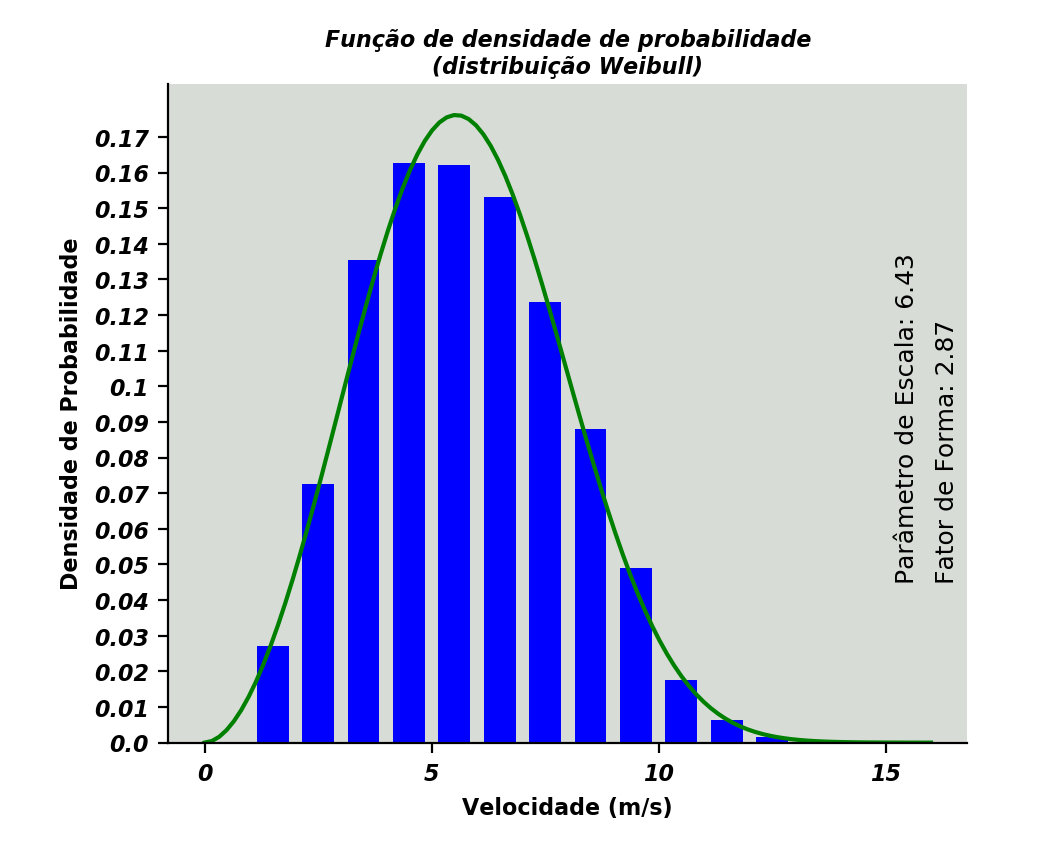 Função de densidade de probabilidade
(distribuição Weibull)
Densidade de Probabilidade
0.17
0.16
0.15
0.14
0.13
0.12
0.11
0.1
0.09
0.08
0.07
0.06
0.05
0.04
0.03
0.02
0.01
0.0
Parâmetro de Escala: 6.43
Fator de Forma: 2.87
0 5 10 15
Velocidade (m/s)